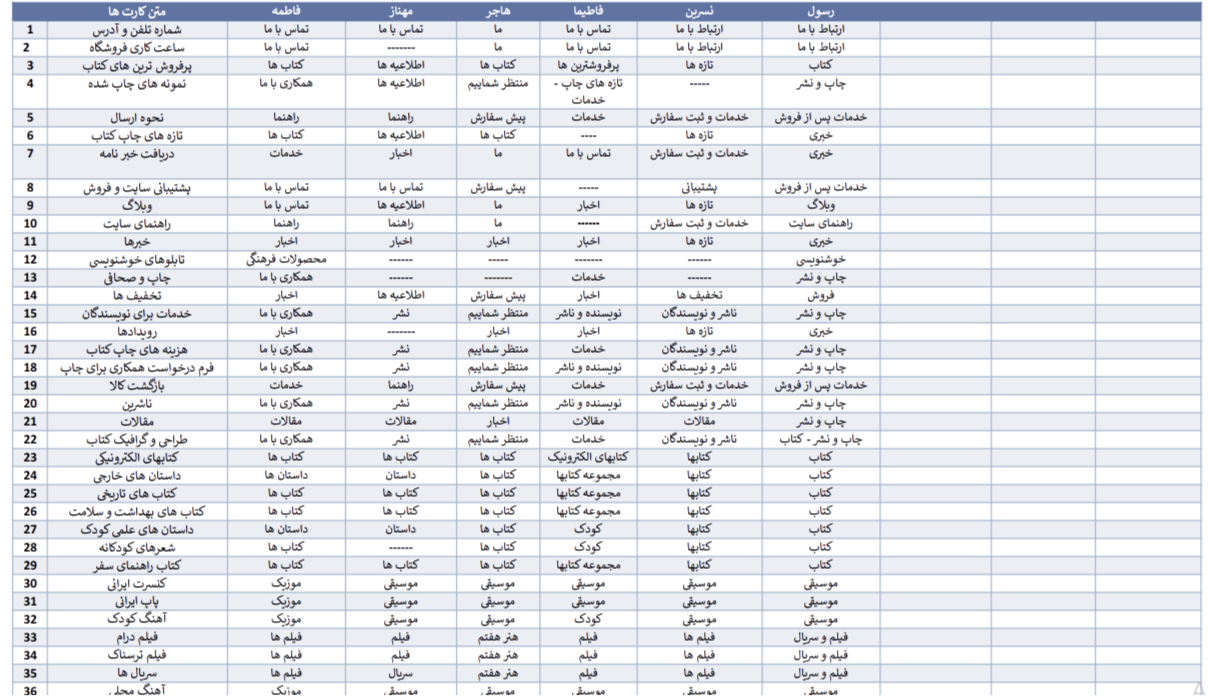 متن کارت ها فاطمه مهناز هاجر فاطیما نسرین رسول
1 شماره تلفن و آدرس تماس با ما تماس با ما ما تماس با ما ارتباط با ما ارتباط با ما
2 ساعت کاری فروشگاه تماس با ما ------- ما تماس با ما ارتباط با ما ارتباط با ما
3 پرفروش ترین های کتاب کتاب ها اطلاعیه ها کتاب ها پرفروشترین ها تازه ها کتاب
4 نمونه های چاپ شده همکاری با ما اطلاعیه ها منتظر شماییم تازه های چاپ - ----- چاپ و نشر
خدمات
5 نحوه ارسال راهنما راهنما پیش سفارش خدمات خدمات و ثبت سفارش خدمات پس از فروش
6 تازه های چاپ کتاب کتاب ها اطلاعیه ها کتاب ها ---- تازه ها خبری
7 دریافت خبر نامه خدمات اخبار ما تماس با ما خدمات و ثبت سفارش خبری
8 پشتیبانی سایت و فروش تماس با ما تماس با ما پیش سفارش ----- پشتیبانی خدمات پس از فروش
9 وبلاگ تماس با ما اطلاعیه ها ما اخبار تازه ها وبلاگ
10 راهنمای سایت راهنما راهنما ما ------ خدمات و ثبت سفارش راهنمای سایت
11 خبرها اخبار اخبار اخبار اخبار تازه ها خبری
12 تابلوهای خوشنویسی محصولات فرهنگی ------ ----- ------- ------ خوشنویسی
13 چاپ و صحافی همکاری با ما ------ ------- خدمات ------ چاپ و نشر
14 تخفیف ها اخبار اطلاعیه ها پیش سفارش اخبار تخفیف ها فروش
15 خدمات برای نویسندگان همکاری با ما نشر منتظر شماییم نویسنده و ناشر ناشر و نویسندگان چاپ و نشر
16 رویدادها اخبار ------- اخبار اخبار تازه ها خبری
17 هزینه های چاپ کتاب همکاری با ما نشر منتظر شماییم خدمات ناشر و نویسندگان چاپ و نشر
18 فرم درخواست همکاری برای چاپ همکاری با ما نشر منتظر شماییم نویسنده و ناشر ناشر و نویسندگان چاپ و نشر
19 بازگشت کالا خدمات راهنما پیش سفارش خدمات خدمات و ثبت سفارش خدمات پس از فروش
20 ناشرین همکاری با ما نشر منتظر شماییم نویسنده و ناشر ناشر و نویسندگان چاپ و نشر
21 مقالات مقالات مقالات اخبار مقالات مقالات چاپ و نشر
22 طراحی و گرافیک کتاب همکاری با ما نشر منتظر شماییم خدمات ناشر و نویسندگان چاپ و نشر - کتاب
23 کتابهای الکترونیکی کتاب ها کتاب ها کتاب ها کتابهای الکترونیک کتابها کتاب
24 داستان های خارجی داستان ها داستان کتاب ها مجموعه کتابها کتابها کتاب
25 کتاب های تاریخی کتاب ها کتاب ها کتاب ها مجموعه کتابها کتابها کتاب
26 کتاب های بهداشت و سلامت کتاب ها کتاب ها کتاب ها مجموعه کتابها کتابها کتاب
27 داستان های علمی کودک داستان ها داستان کتاب ها کودک کتابها کتاب
28 شعرهای کودکانه کتاب ها ------ کتاب ها کودک کتابها کتاب
29 کتاب راهنمای سفر کتاب ها کتاب ها کتاب ها مجموعه کتابها کتابها کتاب
30 کنسرت ایرانی موزیک موسیقی موسیقی موسیقی موسیقی موسیقی
31 پاپ ایرانی موزیک موسیقی موسیقی موسیقی موسیقی موسیقی
32 آهنگ کودک موزیک موسیقی موسیقی کودک موسیقی موسیقی
33 فیلم درام فیلم ها فیلم هنر هفتم فیلم فیلم ها فیلم و سریال
34 فیلم ترسناک فیلم ها فیلم هنر هفتم فیلم فیلم ها فیلم و سریال
35 سریال ها فیلم ها سریال هنر هفتم فیلم فیلم ها فیلم و سریال
36 آهنگ محلی موزیک موسیقی موسیقی موسیقی موسیقی موسیقی